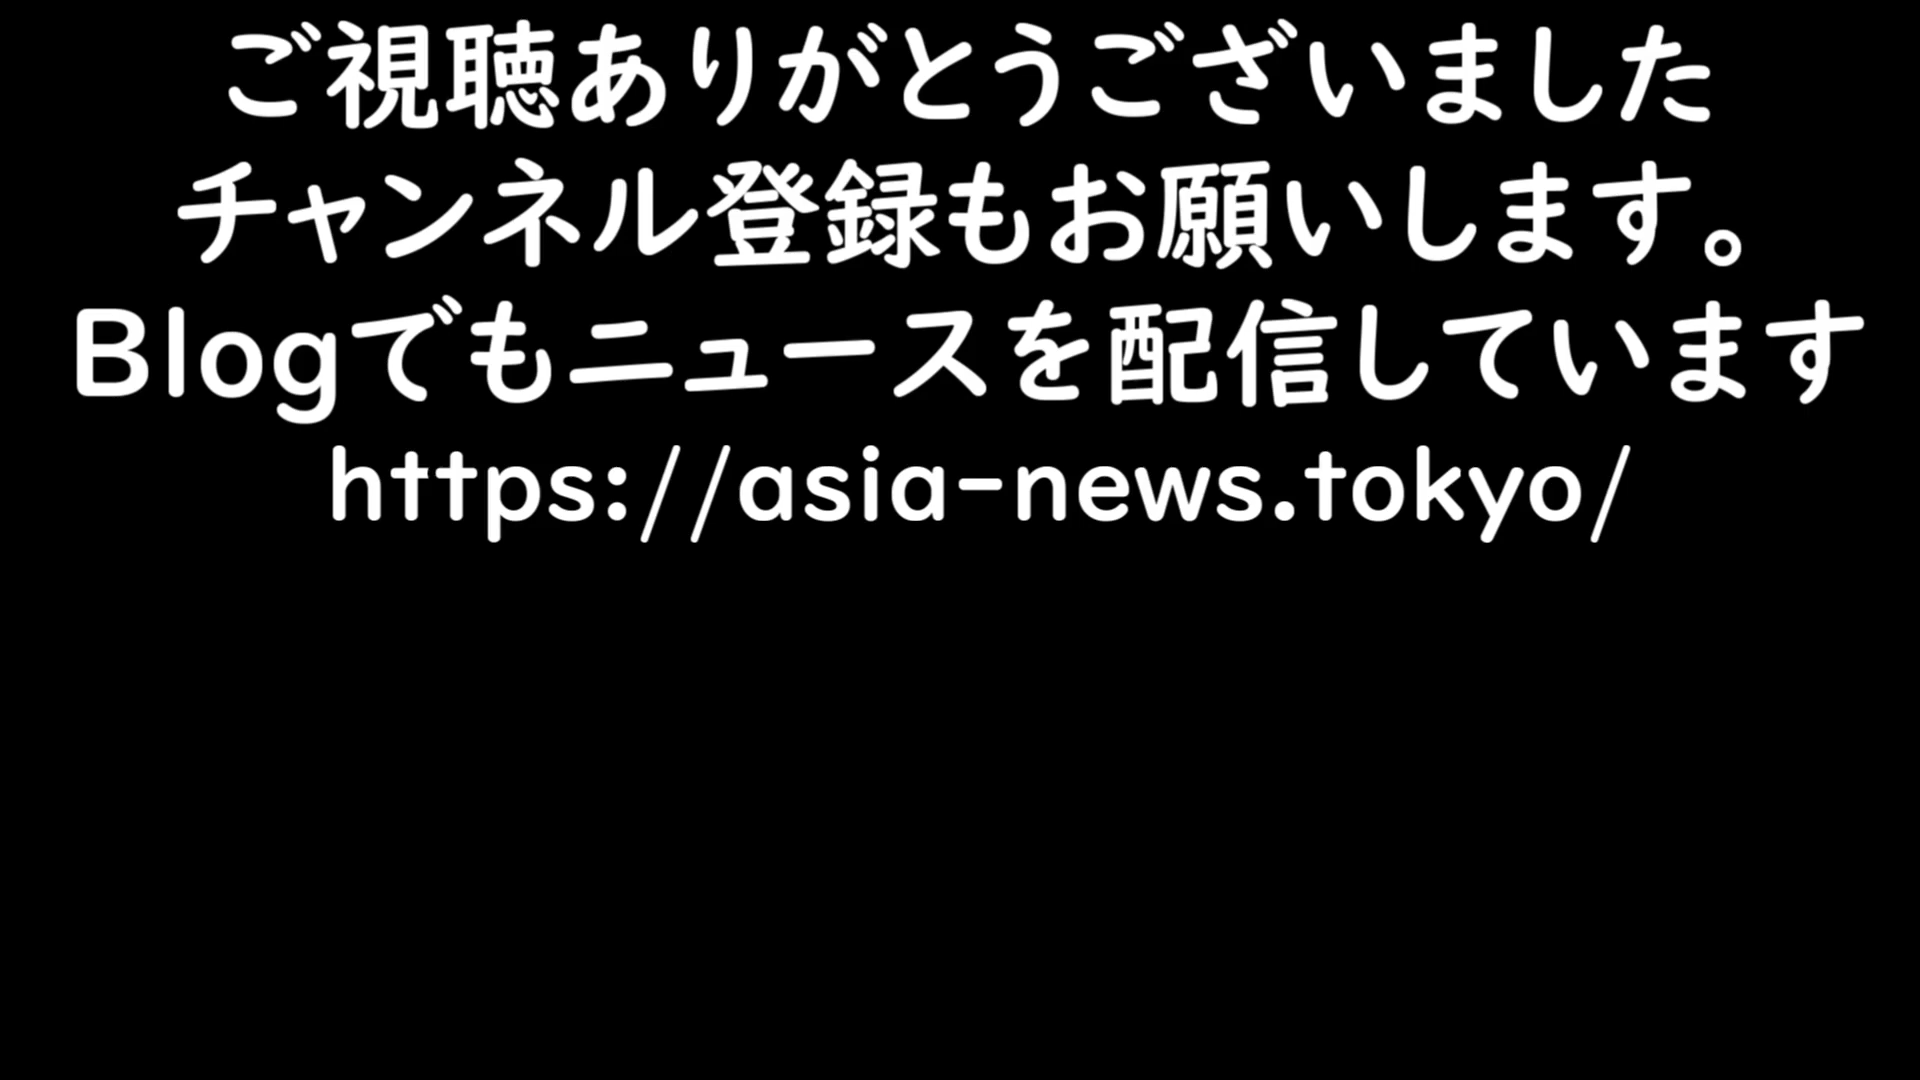 ご視聴ありがとうございました
チャンネル登録もお願いします。
Blogでもニュースを配信しています
https://asia-news.tokyo/